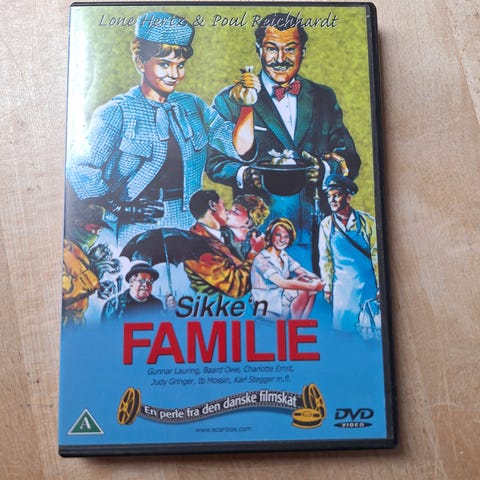 Lone Hertz & Poul Reichhardt
Sikke'n
FAMILIE
Gunnar Lauring, Baard Owe, Charlotte Ernst,
Judy Gringer, Ib Mossin, Karl Stegger m.fl.
En perle fra den danske filmskat
A
DVD
VIDEO
www.scanbox.com